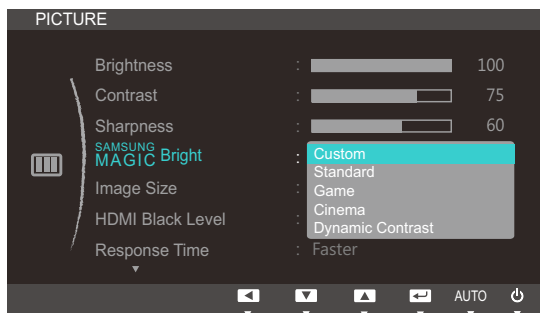 PICTURE
Brightness : 100
Contrast : 75
Sharpness : 60
SAMSUNG MAGIC Bright : Custom
Standard
Image Size : Game
Cinema
HDMI Black Level : Dynamic Contrast
Response Time : Faster
AUTO